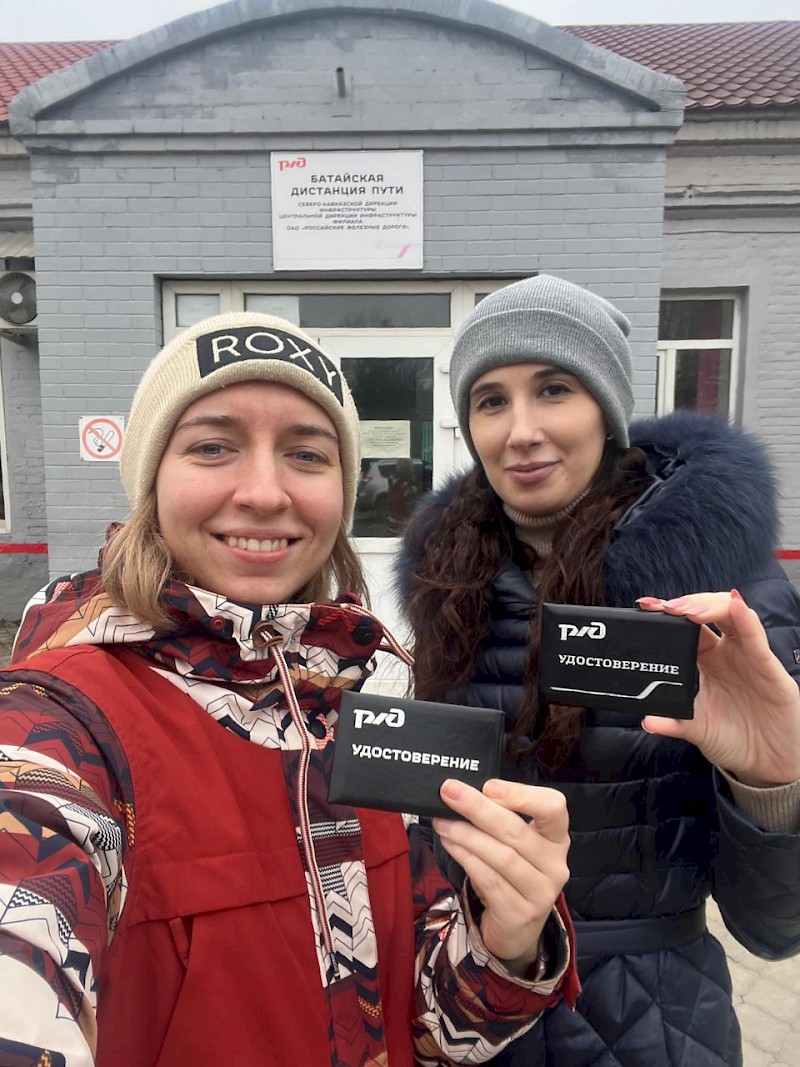 ржд
БАТАЙСКАЯ
ДИСТАНЦИЯ ПУТИ
СЕВЕРО-КАВКАЗСКОЙ ДИРЕКЦИИ
ИНФРАСТРУКТУРЫ
ЦЕНТРАЛЬНОЙ ДИРЕКЦИИ ИНФРАСТРУКТУРЫ
ФИЛИАЛА
ОАО «РОССИЙСКИЕ ЖЕЛЕЗНЫЕ ДОРОГИ»
ROXY
ржд
УДОСТОВЕРЕНИЕ
ржд
УДОСТОВЕРЕНИЕ